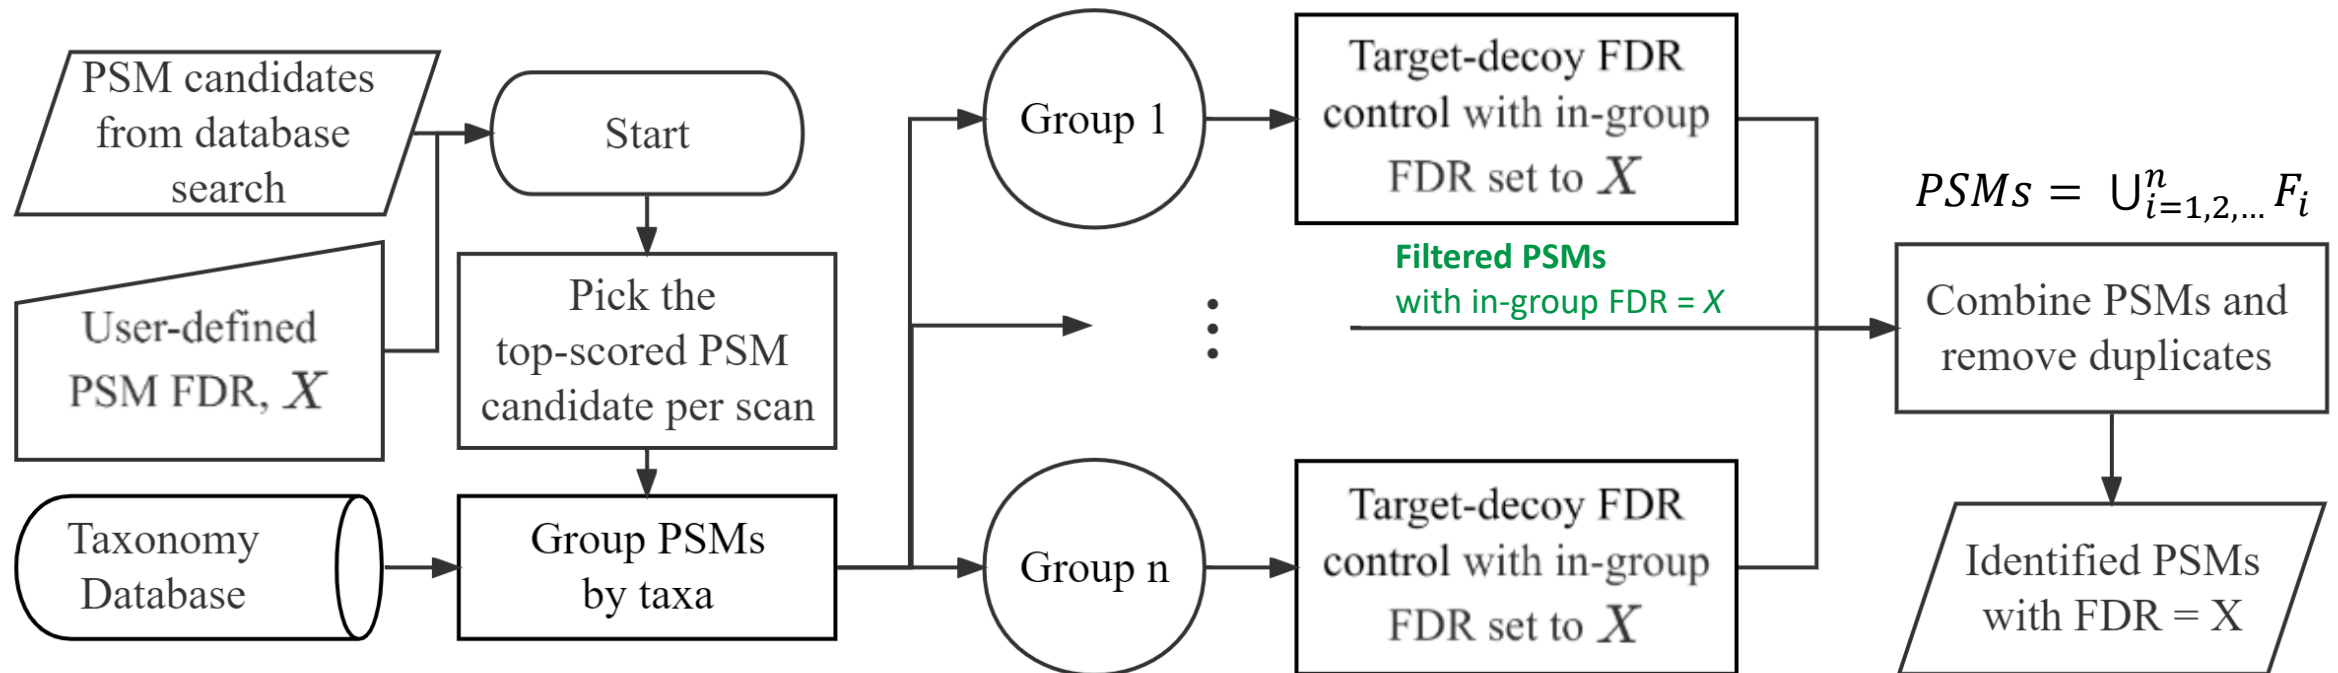 PSM candidates
from database
search
User-defined
PSM FDR, X
Taxonomy
Database
Start
Pick the
top-scored PSM
candidate per scan
Group PSMs
by taxa
Group 1
⋮
Group n
Target-decoy FDR
control with in-group
FDR set to X
Filtered PSMs
with in-group FDR = X
Target-decoy FDR
control with in-group
FDR set to X
PSMs = ⋃ⁿᵢ₌₁,₂,… Fᵢ
Combine PSMs and
remove duplicates
Identified PSMs
with FDR = X